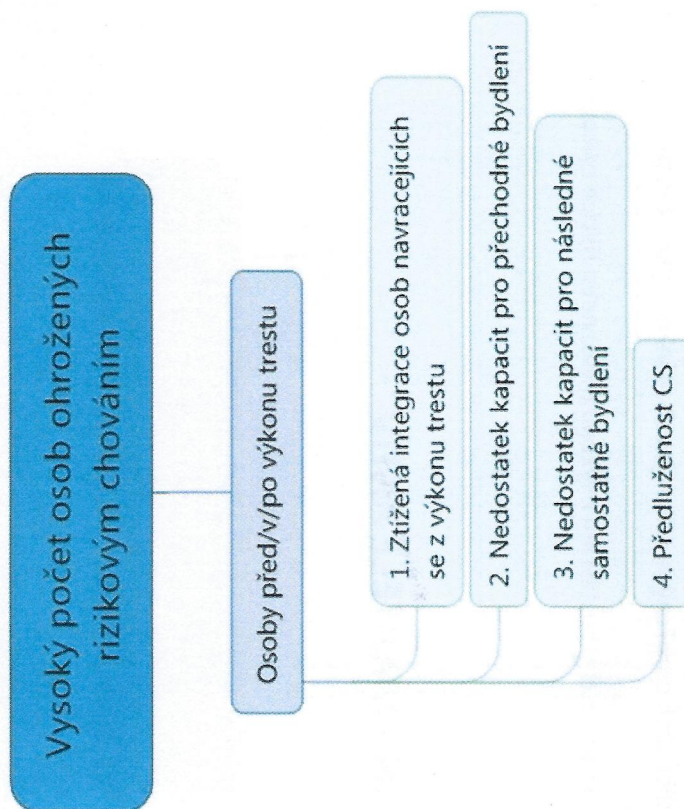 Vysoký počet osob ohrožených
rizikovým chováním
Osoby před/v/po výkonu trestu
1. Ztížená integrace osob navracejících
se z výkonu trestu
2. Nedostatek kapacit pro přechodné bydlení
3. Nedostatek kapacit pro následné
samostatné bydlení
4. Předluženost CS